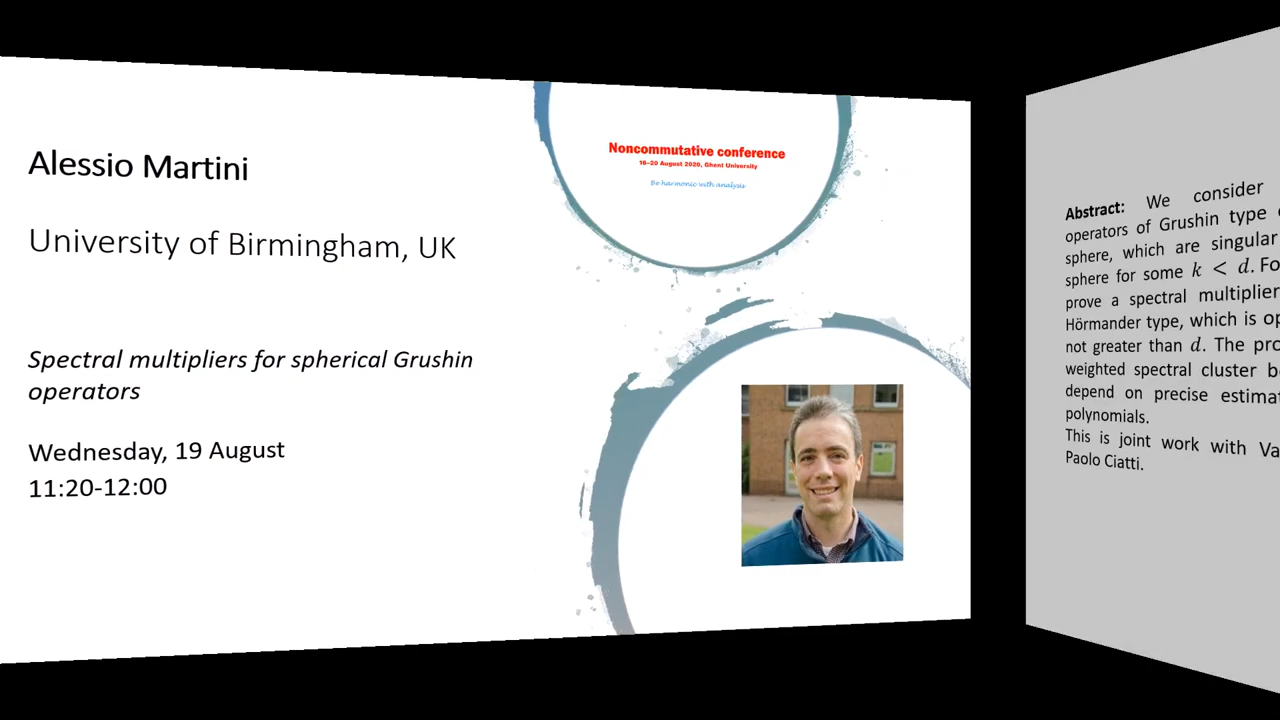 Alessio Martini
University of Birmingham, UK
Spectral multipliers for spherical Grushin
operators
Wednesday, 19 August
11:20-12:00
Noncommutative conference
16-20 August 2020, Ghent University
Be harmonic with analysis
Abstract: We consider
operators of Grushin type
sphere, which are singular
sphere for some k < d. Fo
prove a spectral multiplier
Hörmander type, which is op
not greater than d. The pro
weighted spectral cluster b
depend on precise estima
polynomials.
This is joint work with Va
Paolo Ciatti.